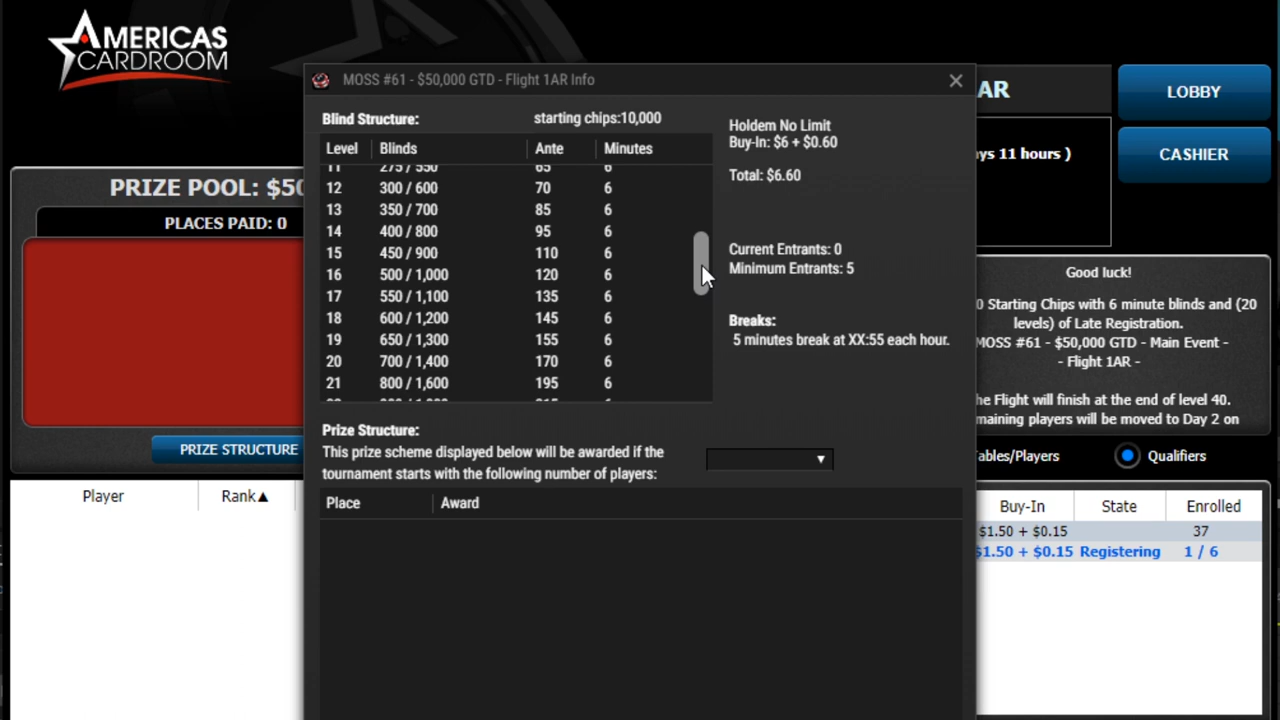 AMERICAS
CARDROOM
MOSS #61 - $50,000 GTD - Flight 1AR Info
AR
LOBBY
CASHIER
ys 11 hours )
PRIZE POOL: $50
PLACES PAID: 0
PRIZE STRUCTURE
Player Rank▲
Blind Structure: starting chips:10,000
Level Blinds Ante Minutes
11 275 / 550 65 6
12 300 / 600 70 6
13 350 / 700 85 6
14 400 / 800 95 6
15 450 / 900 110 6
16 500 / 1,000 120 6
17 550 / 1,100 135 6
18 600 / 1,200 145 6
19 650 / 1,300 155 6
20 700 / 1,400 170 6
21 800 / 1,600 195 6
Holdem No Limit
Buy-In: $6 + $0.60
Total: $6.60
Current Entrants: 0
Minimum Entrants: 5
Breaks:
5 minutes break at XX:55 each hour.
Prize Structure:
This prize scheme displayed below will be awarded if the
tournament starts with the following number of players:
Place Award
Good luck!
0 Starting Chips with 6 minute blinds and (20
levels) of Late Registration.
MOSS #61 - $50,000 GTD - Main Event -
- Flight 1AR -
he Flight will finish at the end of level 40.
maining players will be moved to Day 2 on
ables/Players Qualifiers
Buy-In State Enrolled
$1.50 + $0.15 37
$1.50 + $0.15 Registering 1 / 6